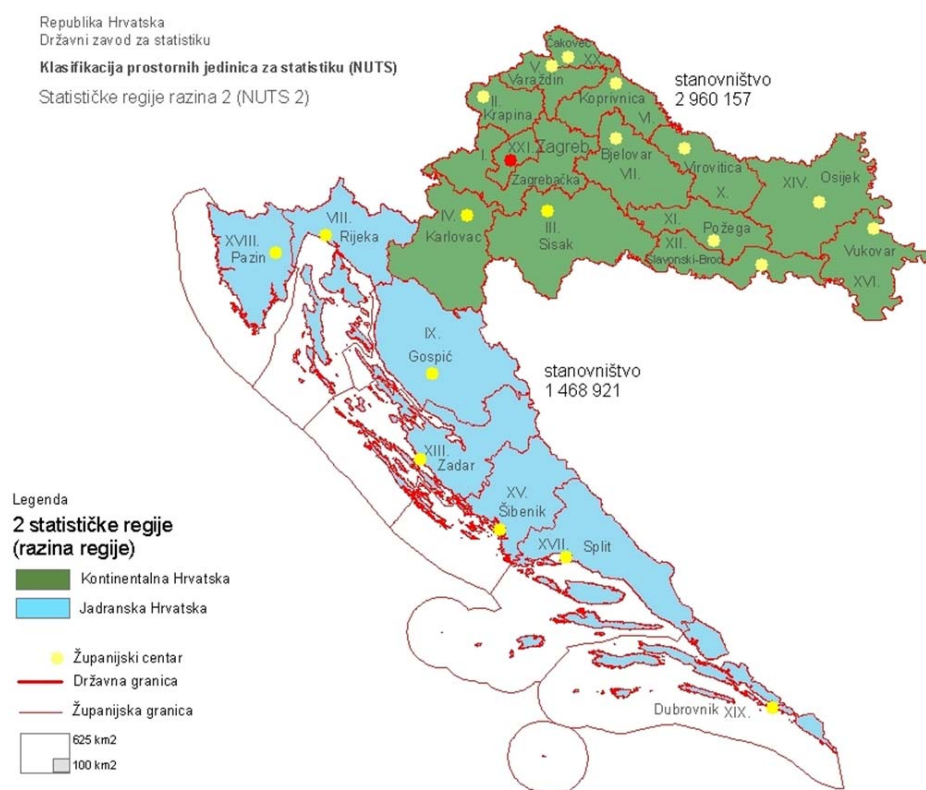 Republika Hrvatska
Državni zavod za statistiku
Klasifikacija prostornih jedinica za statistiku (NUTS)
Statističke regije razina 2 (NUTS 2)
Čakovec
XX.
V.
Varaždin
stanovništvo
2 960 157
II.
Krapina
Koprivnica
VI.
I.
XXI.
Zagreb
Bjelovar
VII.
Virovitica
X.
XIV.
Osijek
Zagrebačka
IV.
Karlovac
III.
Sisak
XI.
Požega
XII.
Slavonski-Brod
Vukovar
XVI.
VIII.
Rijeka
XVIII.
Pazin
IX.
Gospić
stanovništvo
1 468 921
XIII.
Zadar
XV.
Šibenik
XVII.
Split
Dubrovnik XIX.
Legenda
2 statističke regije
(razina regije)
Kontinentalna Hrvatska
Jadranska Hrvatska
Županijski centar
Državna granica
Županijska granica
625 km2
100 km2